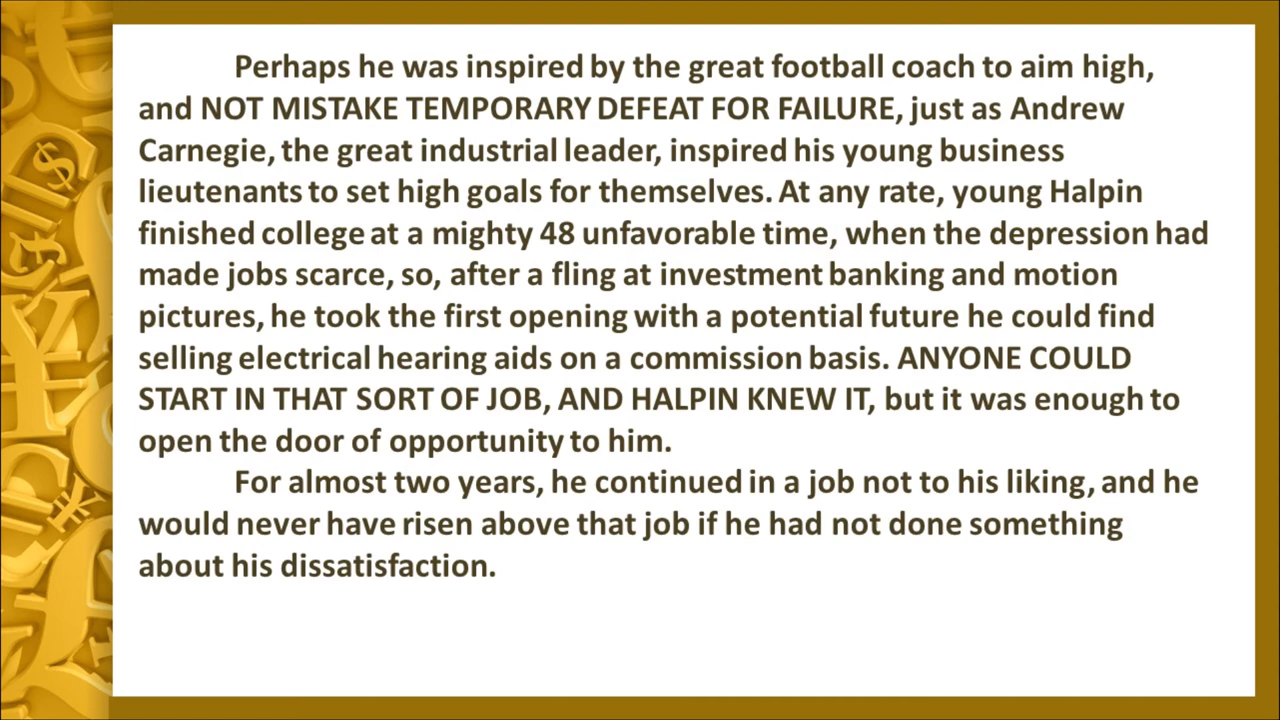 Perhaps he was inspired by the great football coach to aim high,
and NOT MISTAKE TEMPORARY DEFEAT FOR FAILURE, just as Andrew
Carnegie, the great industrial leader, inspired his young business
lieutenants to set high goals for themselves. At any rate, young Halpin
finished college at a mighty 48 unfavorable time, when the depression had
made jobs scarce, so, after a fling at investment banking and motion
pictures, he took the first opening with a potential future he could find
selling electrical hearing aids on a commission basis. ANYONE COULD
START IN THAT SORT OF JOB, AND HALPIN KNEW IT, but it was enough to
open the door of opportunity to him.
For almost two years, he continued in a job not to his liking, and he
would never have risen above that job if he had not done something
about his dissatisfaction.